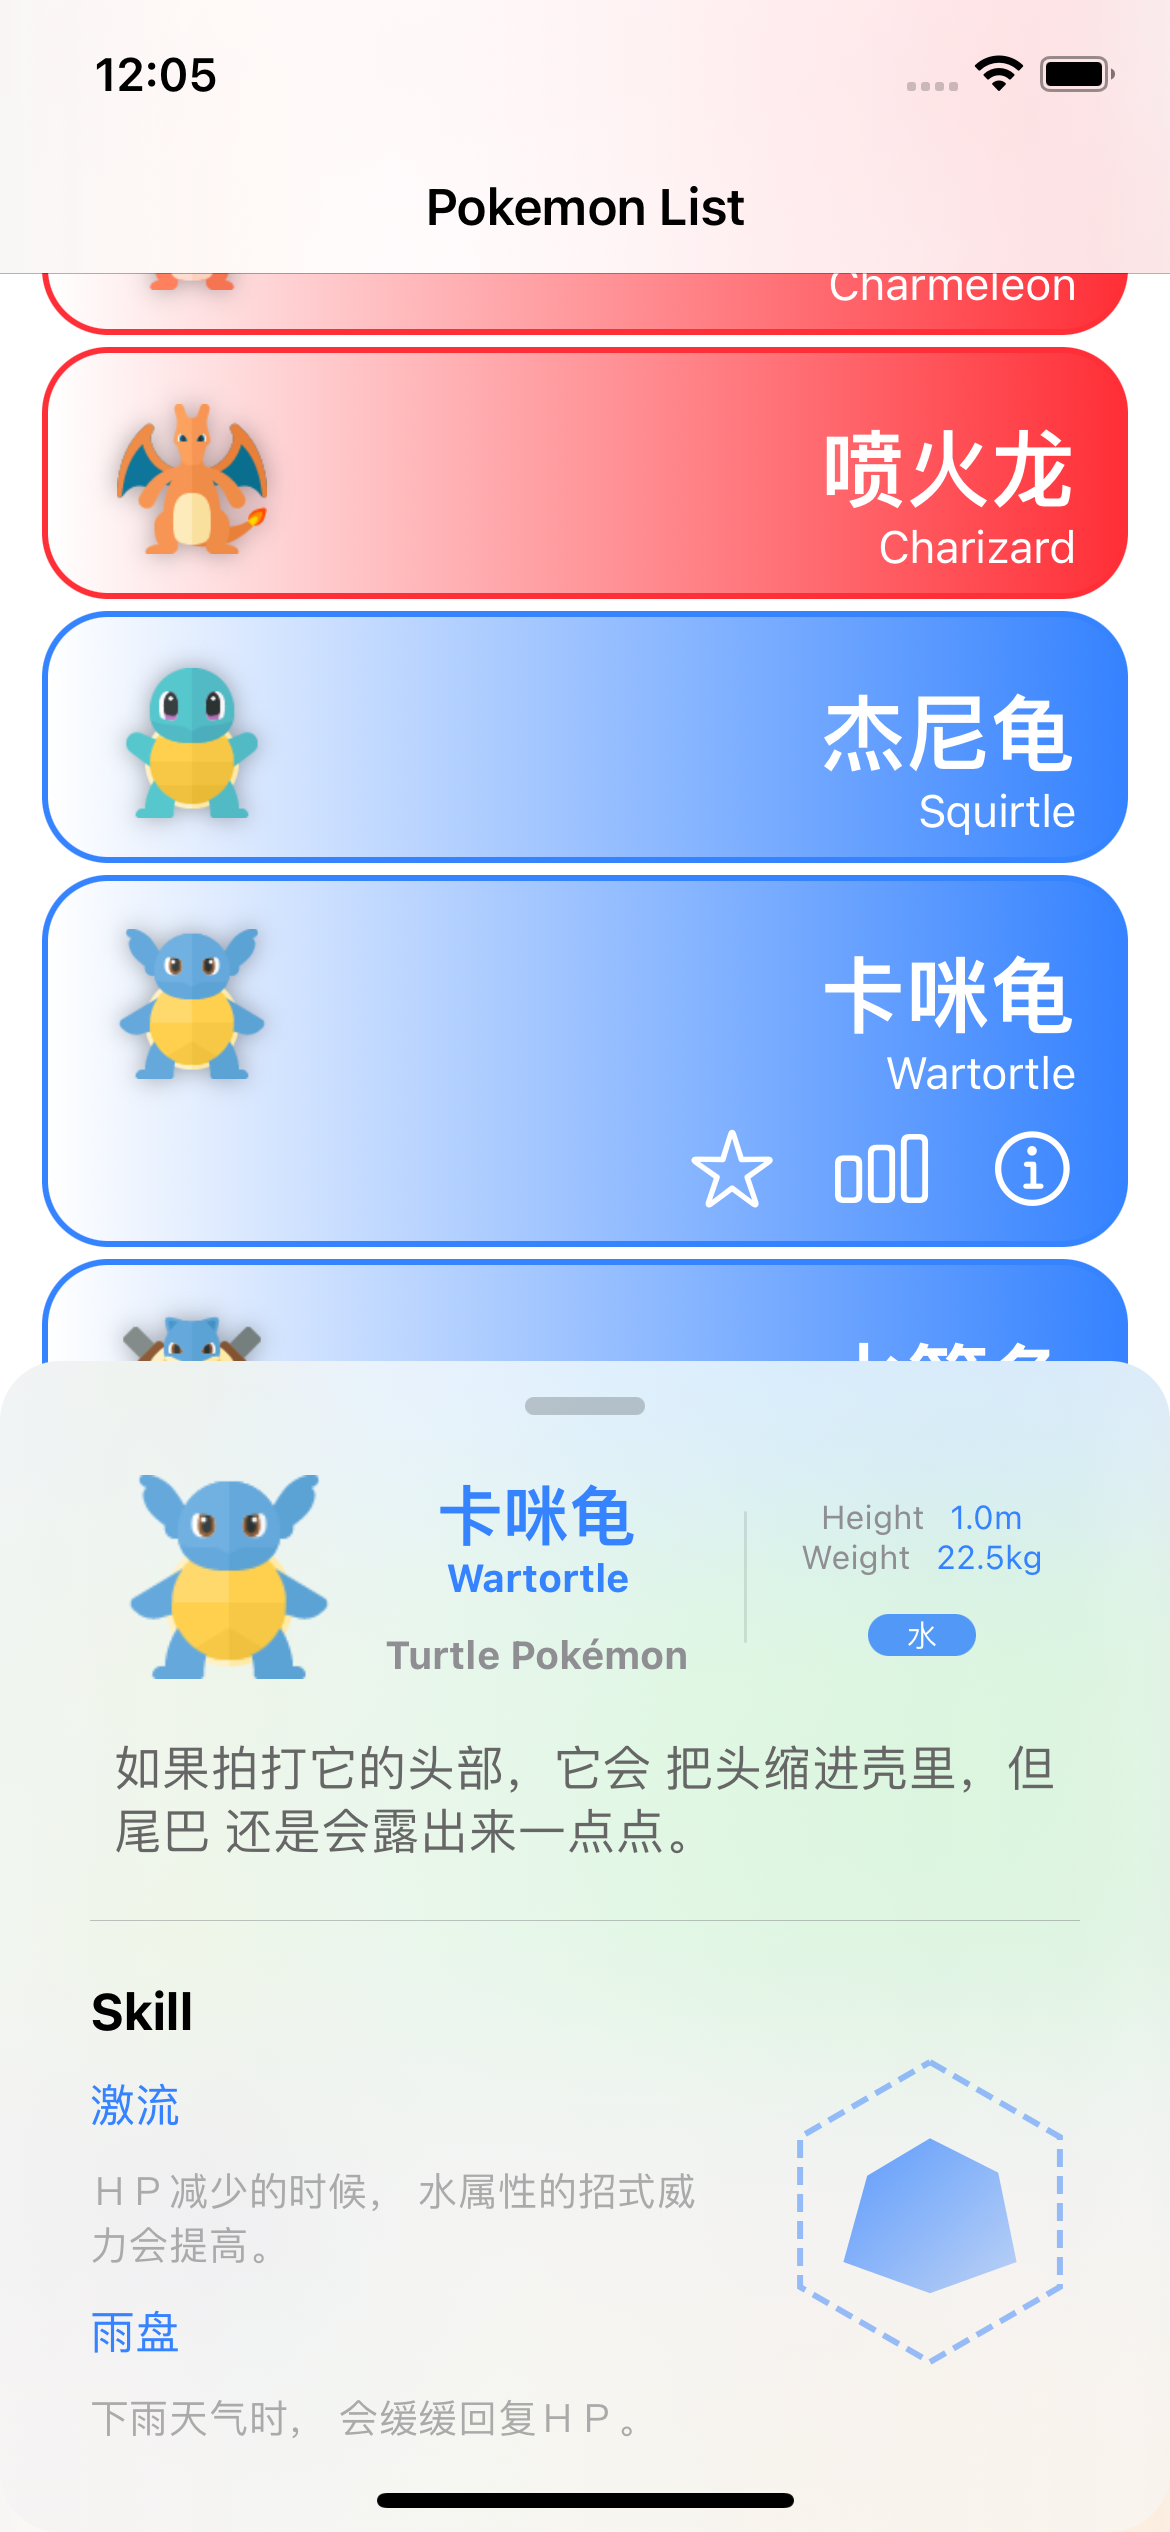 12:05
Pokemon List
Charmeleon
喷火龙
Charizard
杰尼龟
Squirtle
卡咪龟
Wartortle
卡咪龟
Wartortle
Turtle Pokémon
Height 1.0m
Weight 22.5kg
水
如果拍打它的头部，它会 把头缩进壳里，但
尾巴 还是会露出来一点点。
Skill
激流
ＨＰ减少的时候， 水属性的招式威
力会提高。
雨盘
下雨天气时， 会缓缓回复ＨＰ。